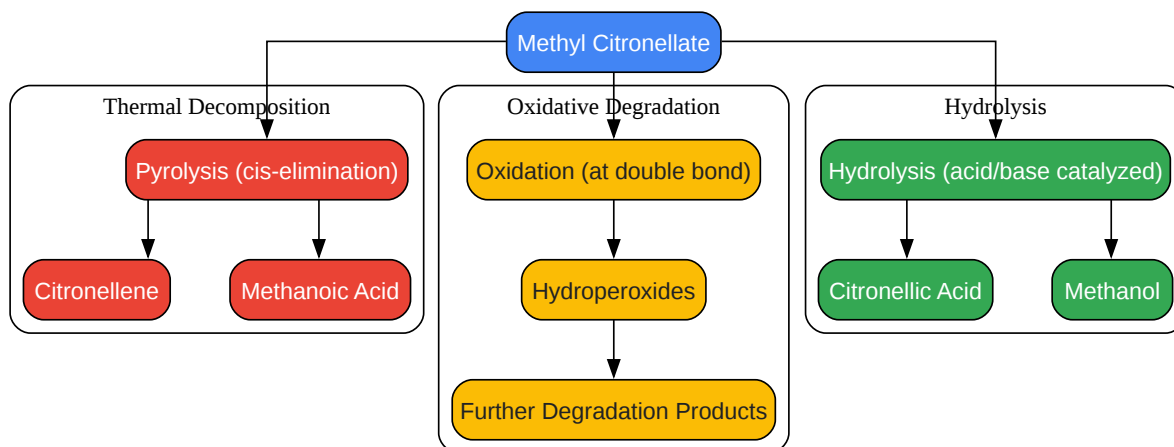 Methyl Citronellate
Thermal Decomposition
Oxidative Degradation
Hydrolysis
Pyrolysis (cis-elimination)
Oxidation (at double bond)
Hydrolysis (acid/base catalyzed)
Citronellene
Methanoic Acid
Hydroperoxides
Citronellic Acid
Methanol
Further Degradation Products